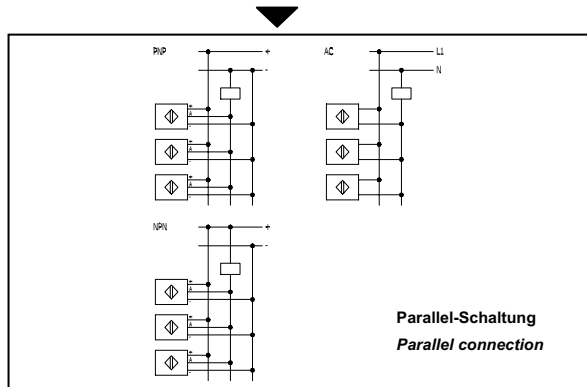 PNP
+
-
+
A
-
+
A
-
+
A
-
AC
L1
N
NPN
+
-
+
A
-
+
A
-
+
A
-
Parallel-Schaltung
Parallel connection